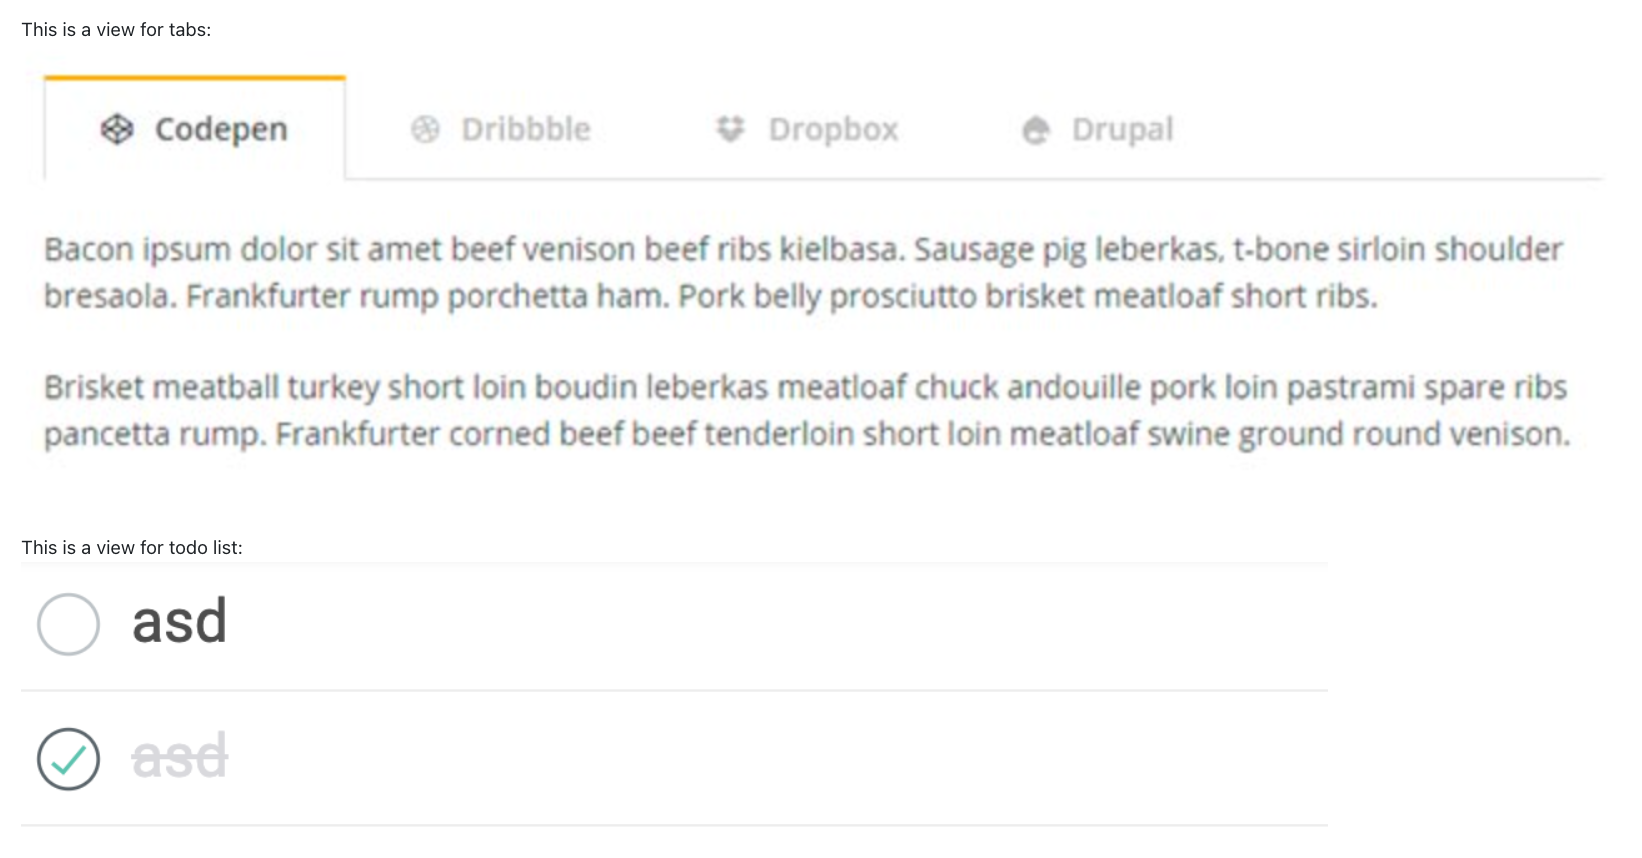 This is a view for tabs:
Codepen Dribbble Dropbox Drupal
Bacon ipsum dolor sit amet beef venison beef ribs kielbasa. Sausage pig leberkas, t-bone sirloin shoulder
bresaola. Frankfurter rump porchetta ham. Pork belly prosciutto brisket meatloaf short ribs.
Brisket meatball turkey short loin boudin leberkas meatloaf chuck andouille pork loin pastrami spare ribs
pancetta rump. Frankfurter corned beef beef tenderloin short loin meatloaf swine ground round venison.
This is a view for todo list:
asd
asd